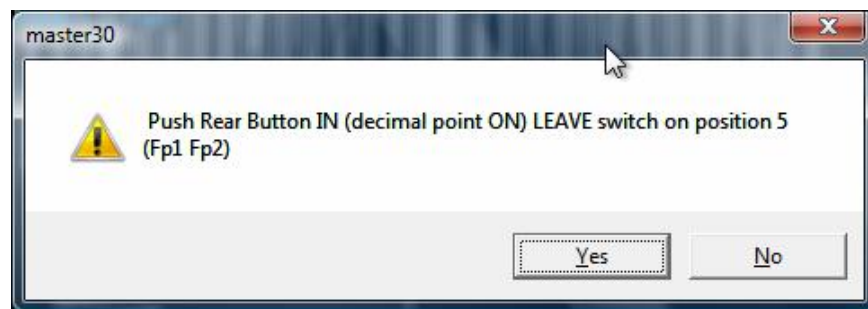 master30
Push Rear Button IN (decimal point ON) LEAVE switch on position 5
(Fp1 Fp2)
Yes
No